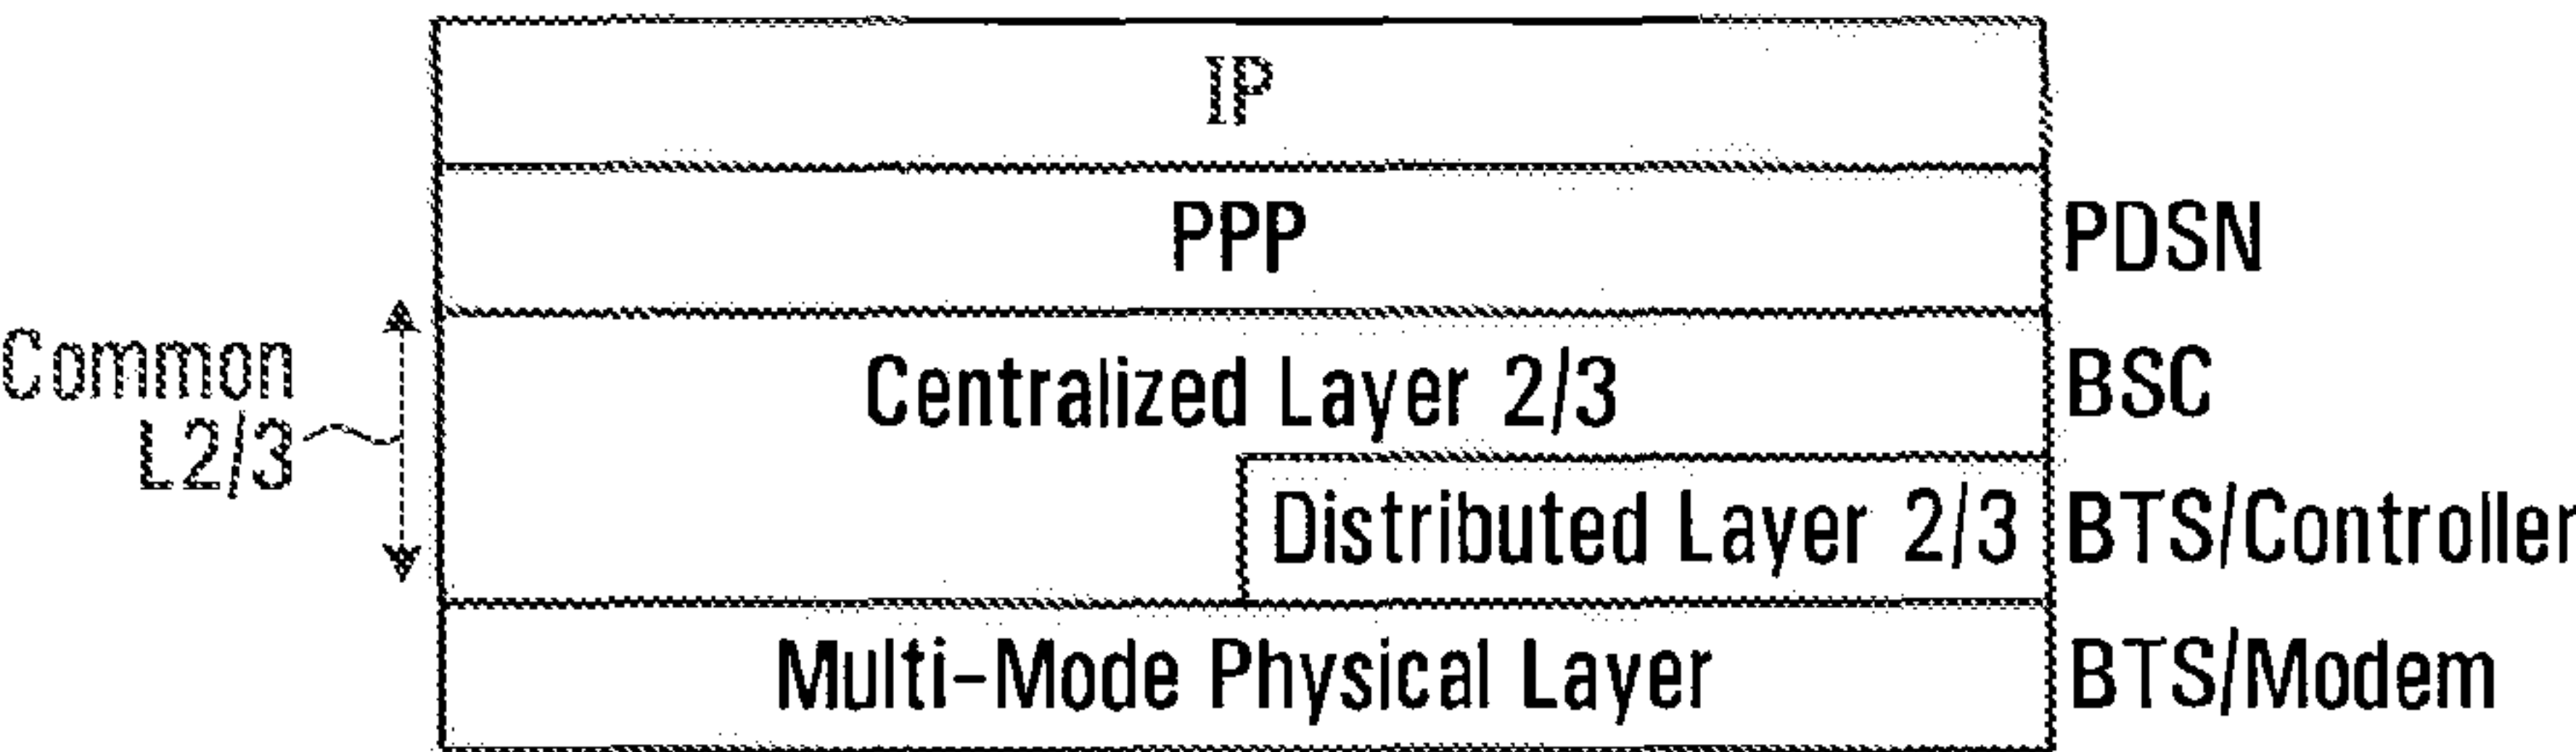 IP
PPP
PDSN
Common
L2/3
Centralized Layer 2/3
BSC
Distributed Layer 2/3
BTS/Controller
Multi-Mode Physical Layer
BTS/Modem